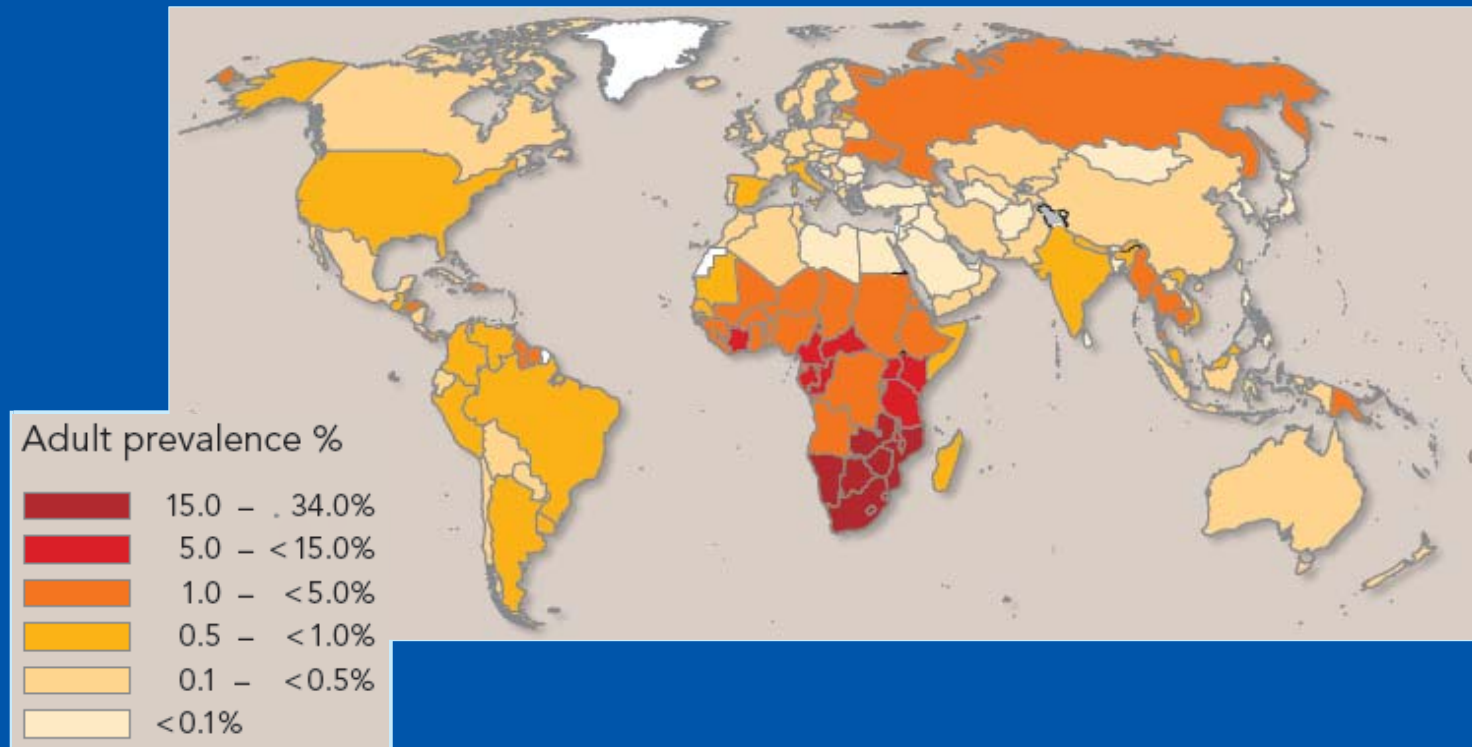 Adult prevalence %
15.0 – . 34.0%
5.0 – <15.0%
1.0 – <5.0%
0.5 – <1.0%
0.1 – <0.5%
<0.1%